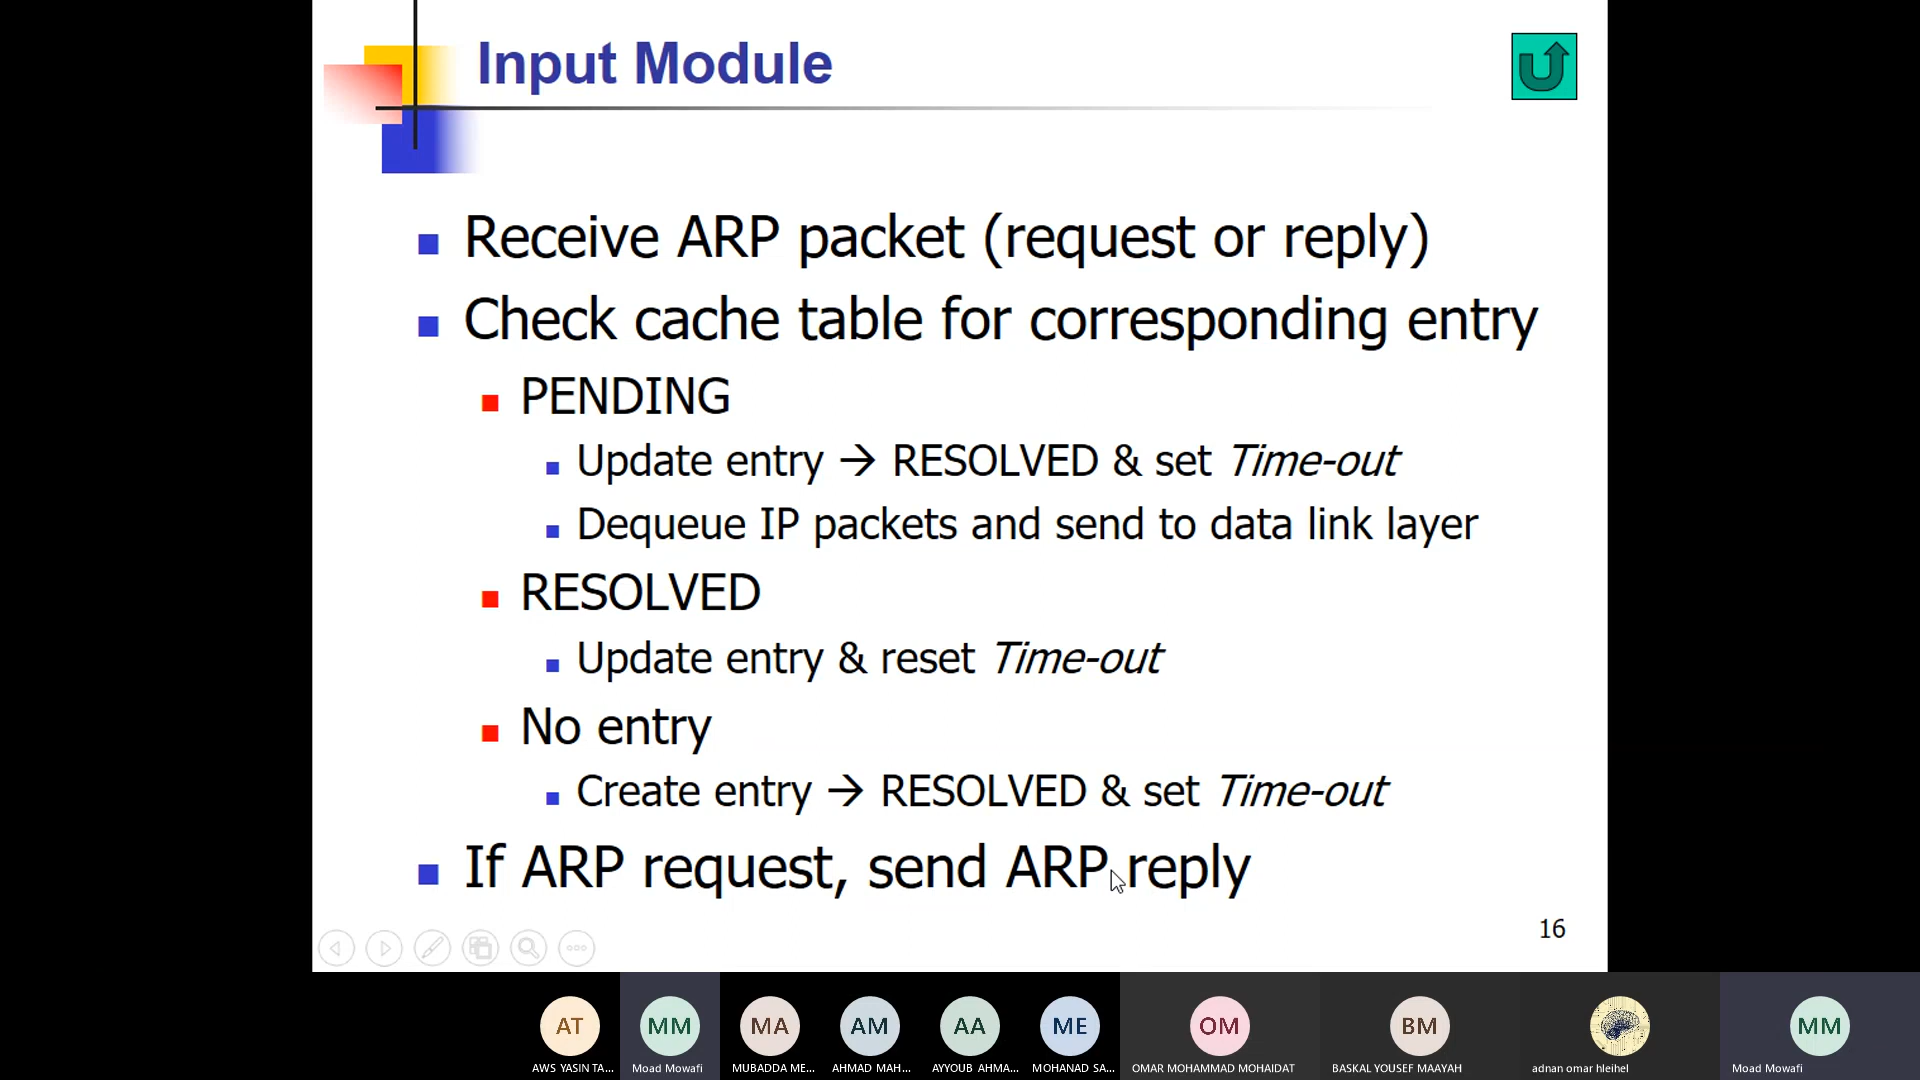 Input Module
Receive ARP packet (request or reply)
Check cache table for corresponding entry
PENDING
Update entry → RESOLVED & set Time-out
Dequeue IP packets and send to data link layer
RESOLVED
Update entry & reset Time-out
No entry
Create entry → RESOLVED & set Time-out
If ARP request, send ARP reply
16
AT MM MA AM AA ME OM BM MM
AWS YASIN TA... Moad Mowafi MUBADDA ME... AHMAD MAH... AYYOUB AHMA... MOHANAD SA... OMAR MOHAMMAD MOHAIDAT BASKAL YOUSEF MAAYAH adnan omar hleihel Moad Mowafi